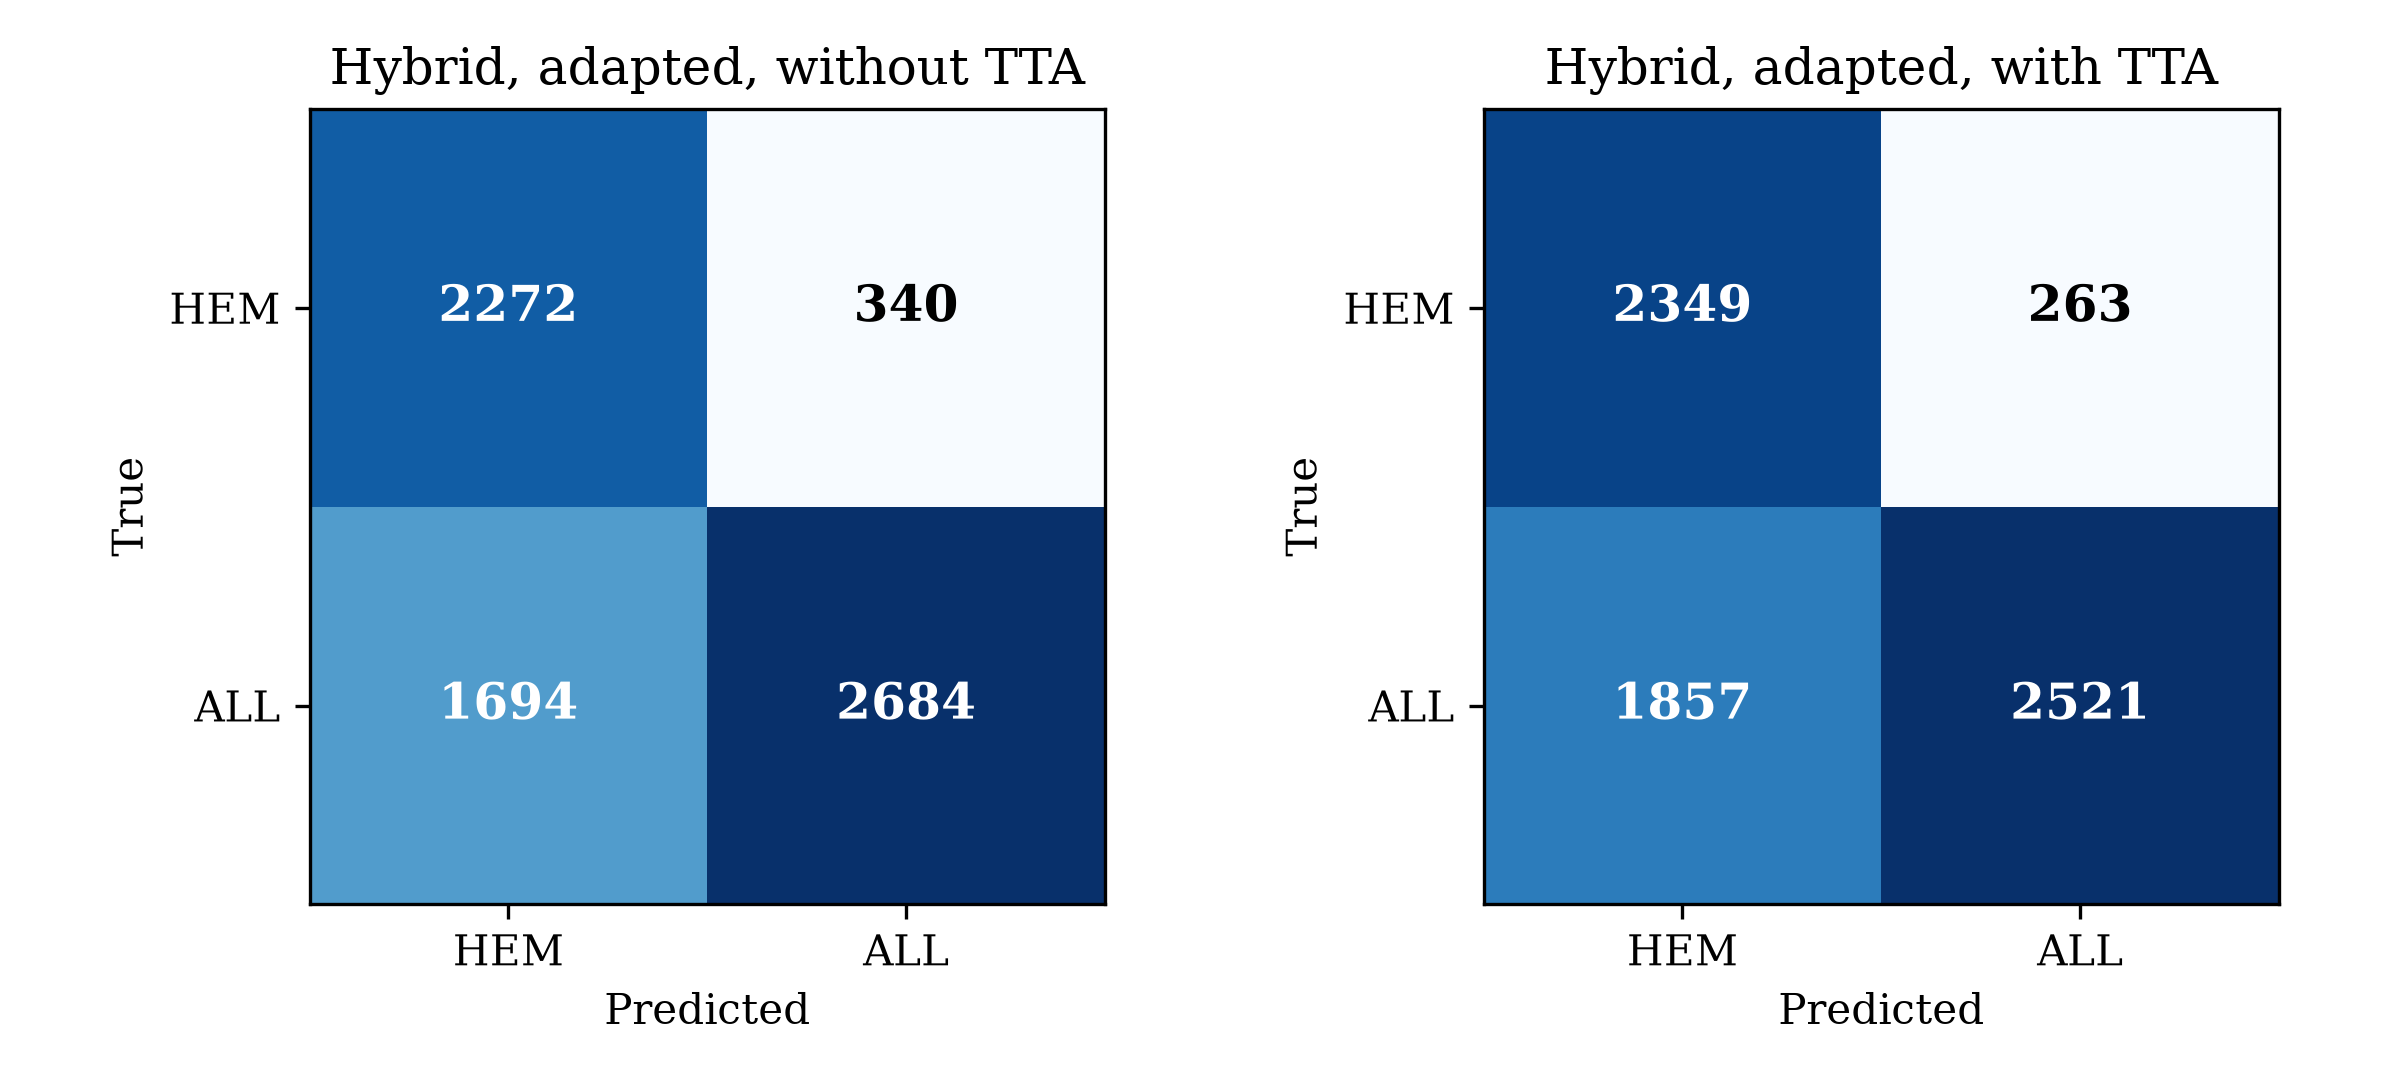 Hybrid, adapted, without TTA
HEM
2272
340
True
ALL
1694
2684
HEM
ALL
Predicted
Hybrid, adapted, with TTA
HEM
2349
263
True
ALL
1857
2521
HEM
ALL
Predicted